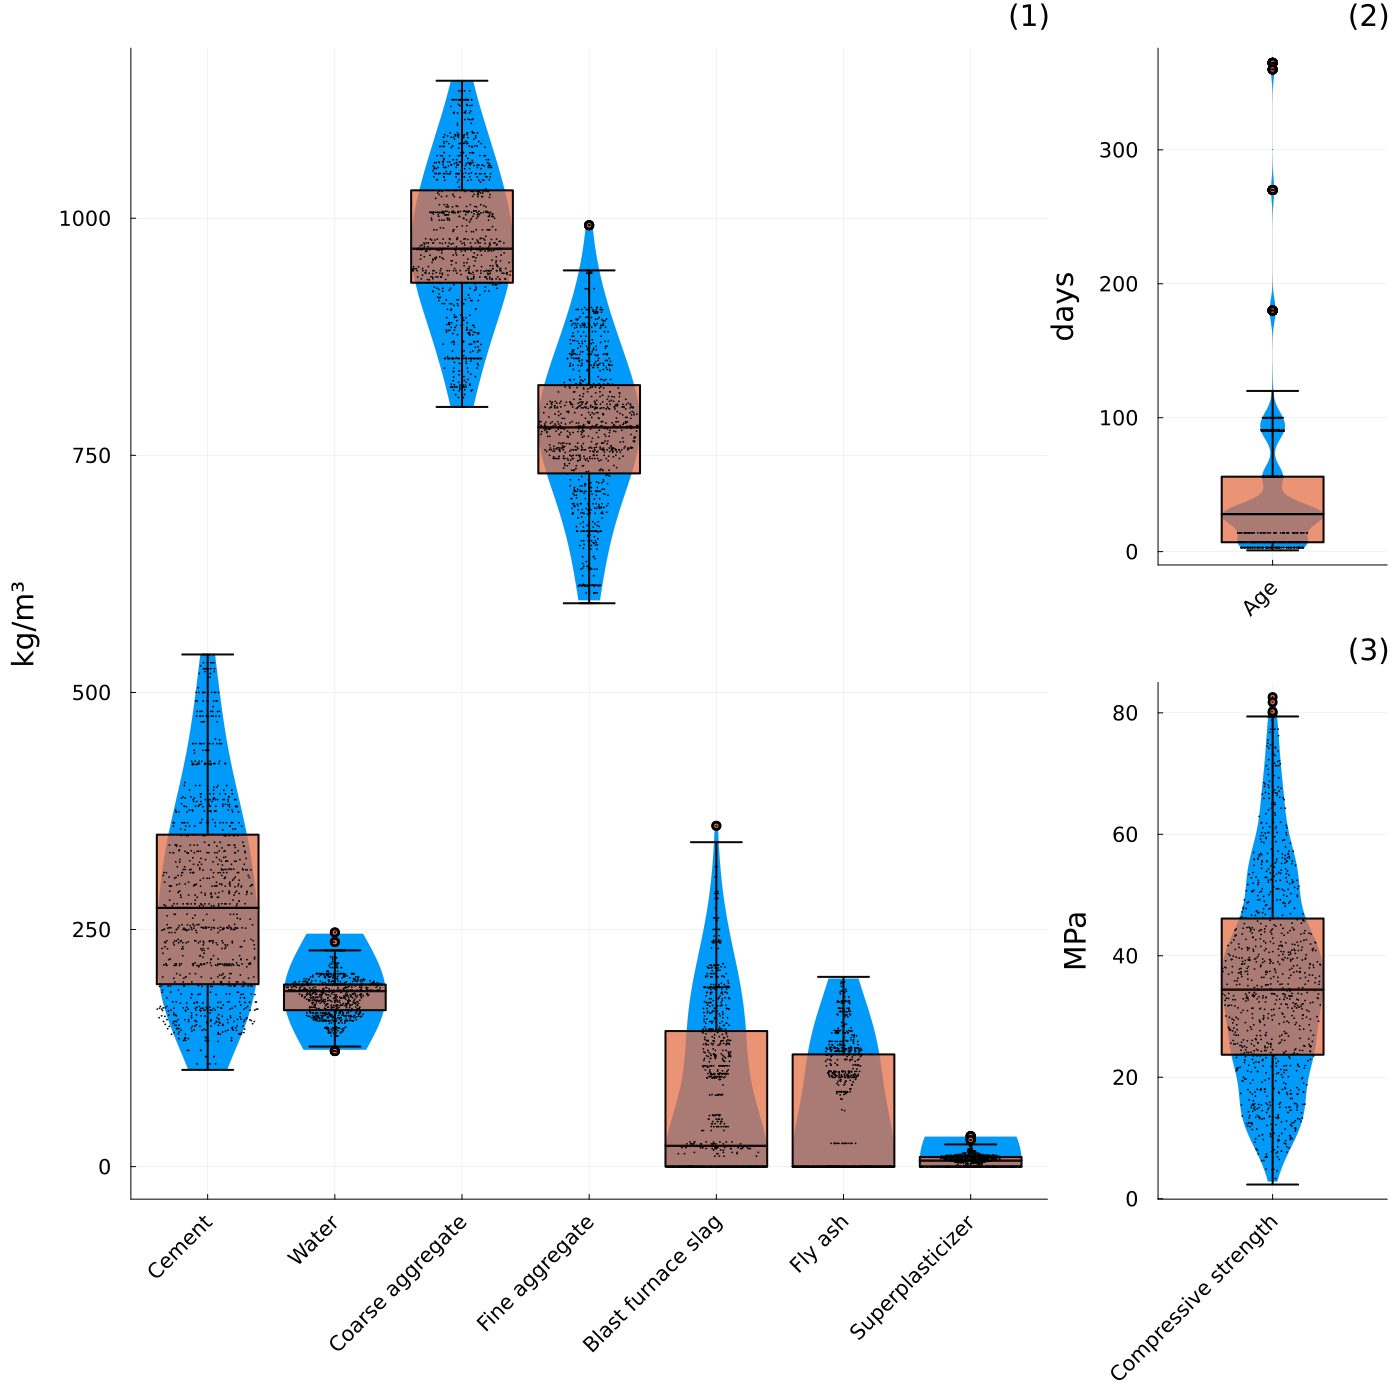 (1)
kg/m³
1000
750
500
250
0
Cement
Water
Coarse aggregate
Fine aggregate
Blast furnace slag
Fly ash
Superplasticizer
(2)
days
300
200
100
0
Age
(3)
MPa
80
60
40
20
0
Compressive strength